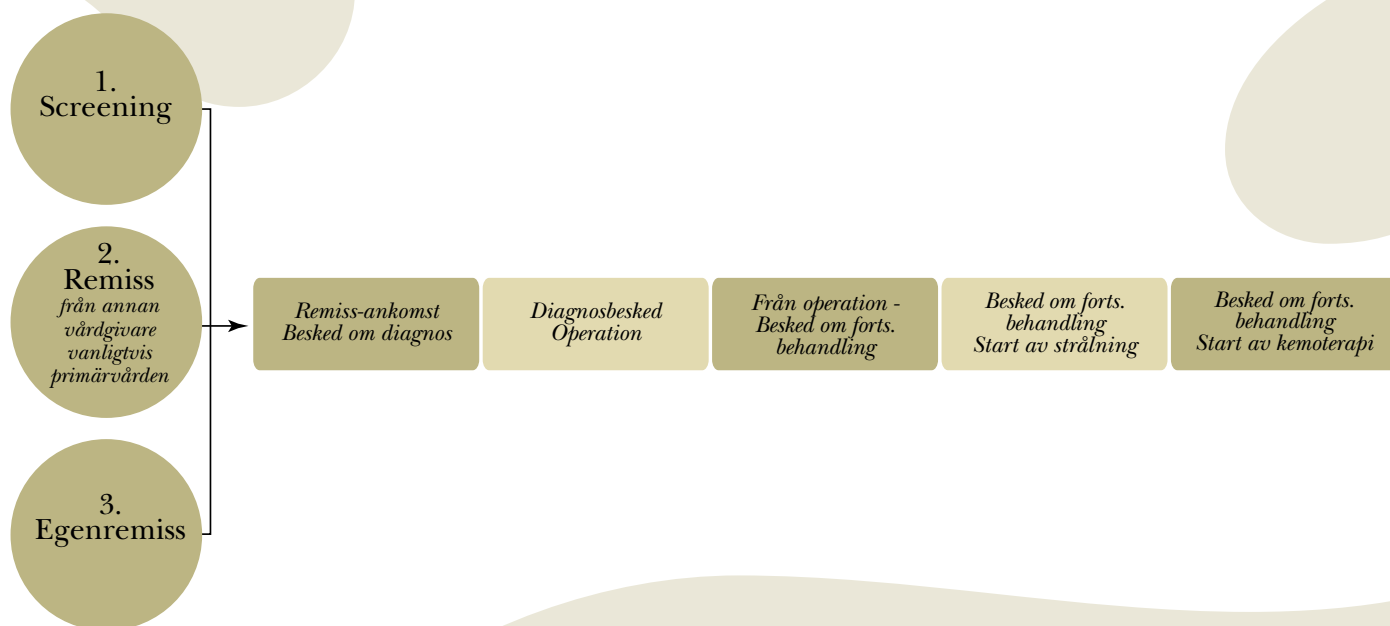 1.
Screening
2.
Remiss
från annan
vårdgivare
vanligtvis
primärvården
3.
Egenremiss
Remiss-ankomst
Besked om diagnos
Diagnosbesked
Operation
Från operation -
Besked om forts.
behandling
Besked om forts.
behandling
Start av strålning
Besked om forts.
behandling
Start av kemoterapi